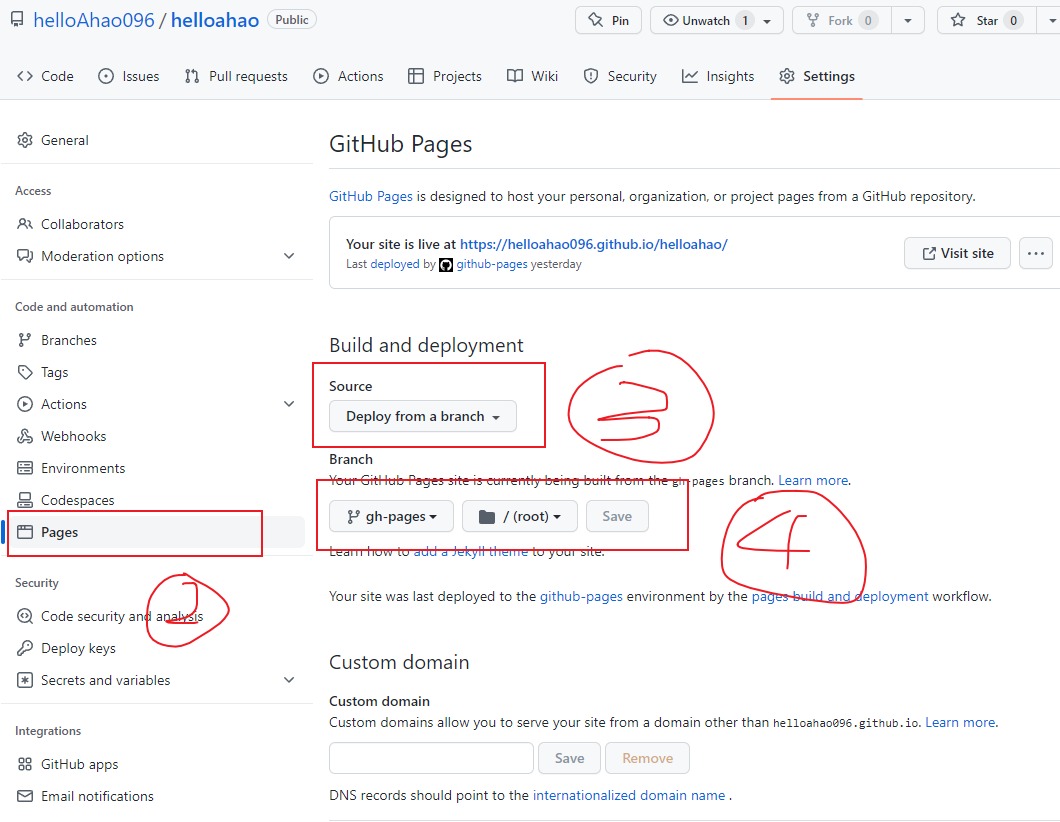 helloAhao096 / helloahao Public Pin Unwatch 1 Fork 0 Star 0
Code Issues Pull requests Actions Projects Wiki Security Insights Settings
General
Access
Collaborators
Moderation options
Code and automation
Branches
Tags
Actions
Webhooks
Environments
Codespaces
Pages
Security
2
Code security and analysis
Deploy keys
Secrets and variables
Integrations
GitHub apps
Email notifications
GitHub Pages
GitHub Pages is designed to host your personal, organization, or project pages from a GitHub repository.
Your site is live at https://helloahao096.github.io/helloahao/
Last deployed by github-pages yesterday
Visit site
Build and deployment
Source
Deploy from a branch
3
Branch
Your GitHub Pages site is currently being built from the gh-pages branch. Learn more.
gh-pages / (root) Save
4
Learn how to add a Jekyll theme to your site.
Your site was last deployed to the github-pages environment by the pages build and deployment workflow.
Custom domain
Custom domain
Custom domains allow you to serve your site from a domain other than helloahao096.github.io. Learn more.
Save Remove
DNS records should point to the internationalized domain name .